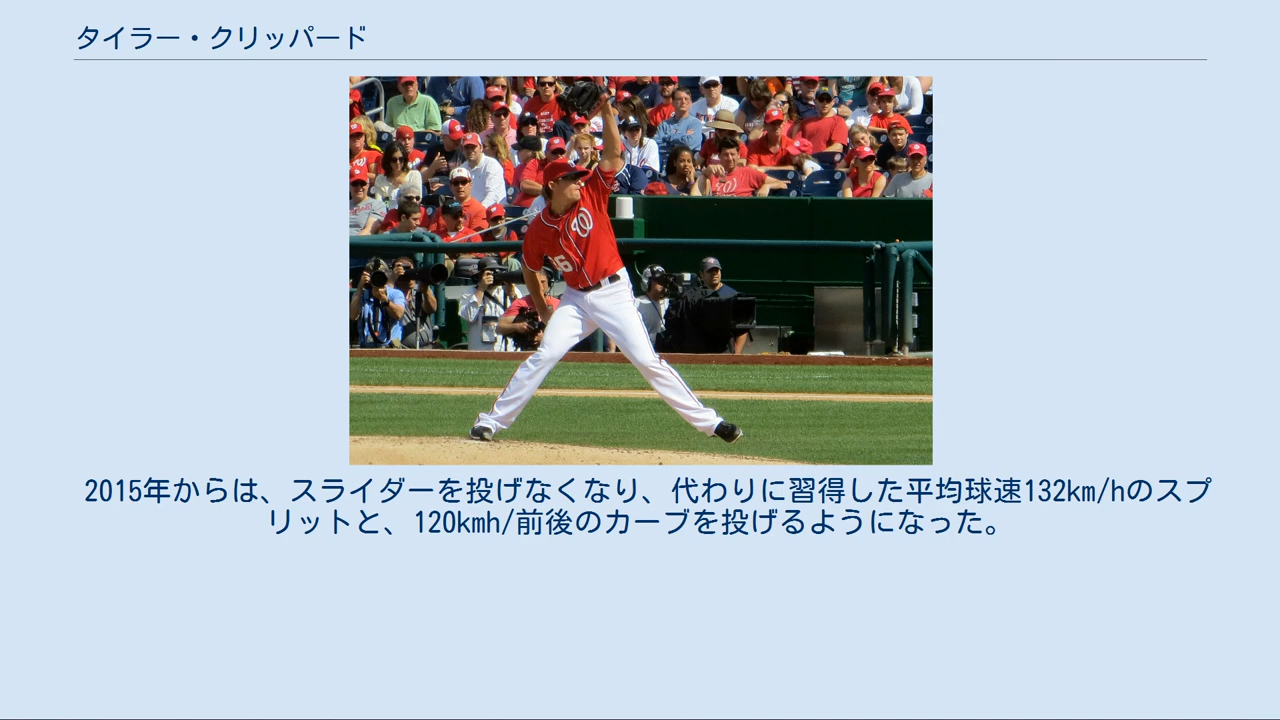 タイラー・クリッパード
2015年からは、スライダーを投げなくなり、代わりに習得した平均球速132km/hのスプ
リットと、120kmh/前後のカーブを投げるようになった。